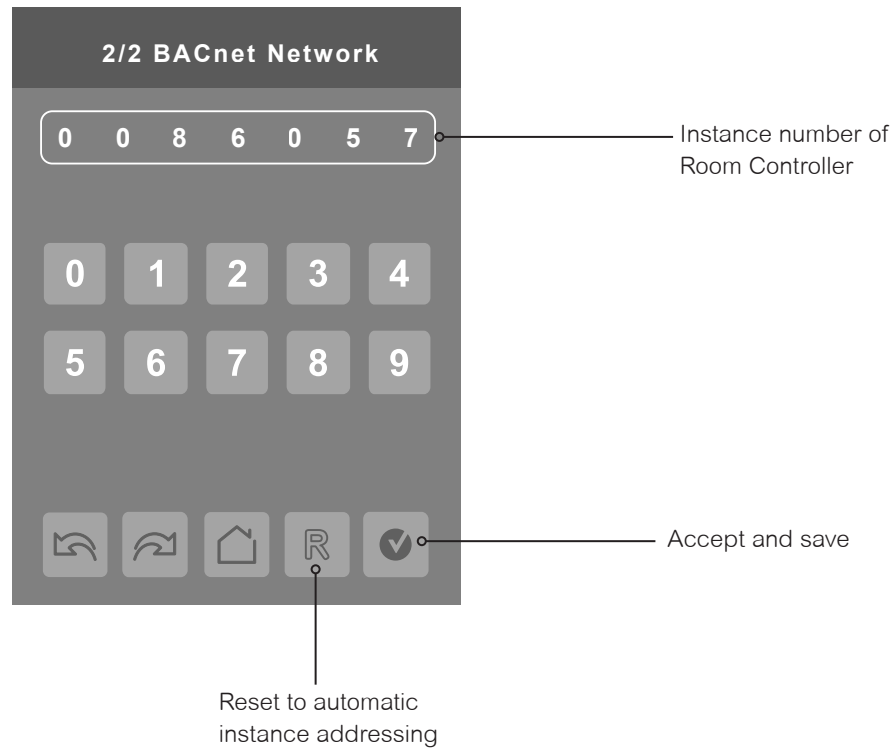 2/2 BACnet Network
0 0 8 6 0 5 7
Instance number of
Room Controller
0 1 2 3 4
5 6 7 8 9
R
Accept and save
Reset to automatic
instance addressing